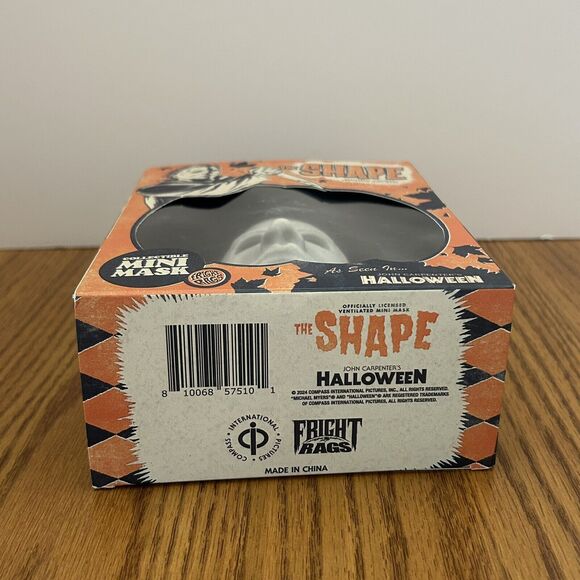 THE SHAPE
COLLECTIBLE
MINI
MASK
FRIGHT
RAGS
As Seen In...
JOHN CARPENTER'S
HALLOWEEN
OFFICIALLY LICENSED
VENTILATED MINI MASK
THE SHAPE
JOHN CARPENTER'S
HALLOWEEN
© 2024 COMPASS INTERNATIONAL PICTURES, INC., ALL RIGHTS RESERVED.
"MICHAEL MYERS"® AND "HALLOWEEN"® ARE REGISTERED TRADEMARKS
OF COMPASS INTERNATIONAL PICTURES, ALL RIGHTS RESERVED.
8 10068 57510 1
COMPASS • INTERNATIONAL • PICTURES •
FRIGHT
RAGS
MADE IN CHINA